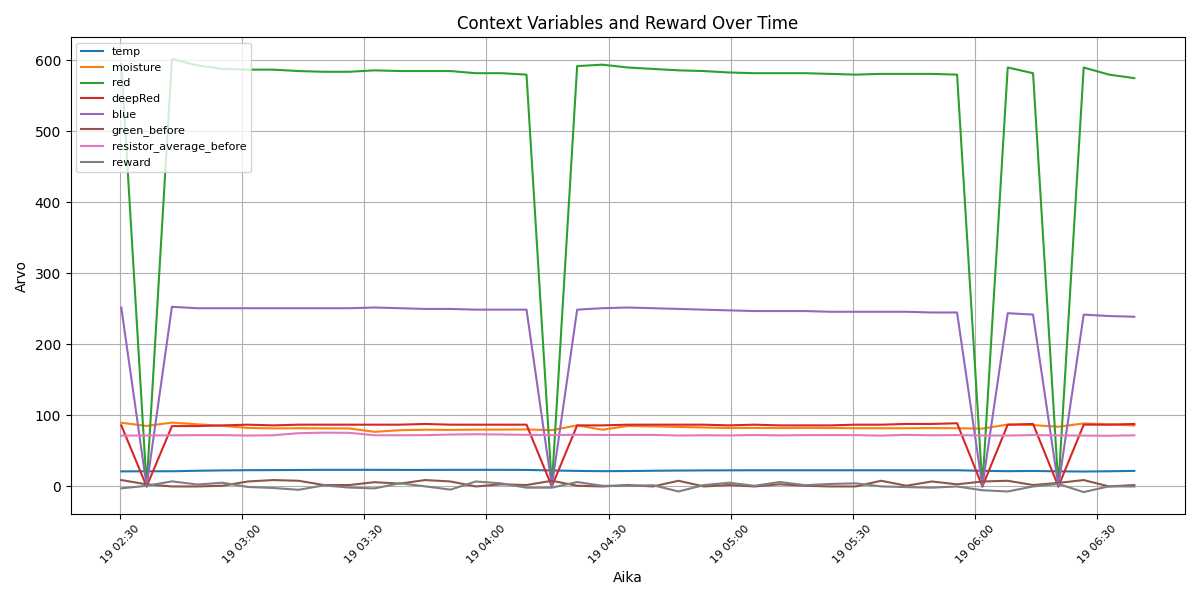 Context Variables and Reward Over Time
temp
moisture
red
deepRed
blue
green_before
resistor_average_before
reward
600
500
400
300
200
100
0
Arvo
19 02:30
19 03:00
19 03:30
19 04:00
19 04:30
19 05:00
19 05:30
19 06:00
19 06:30
Aika